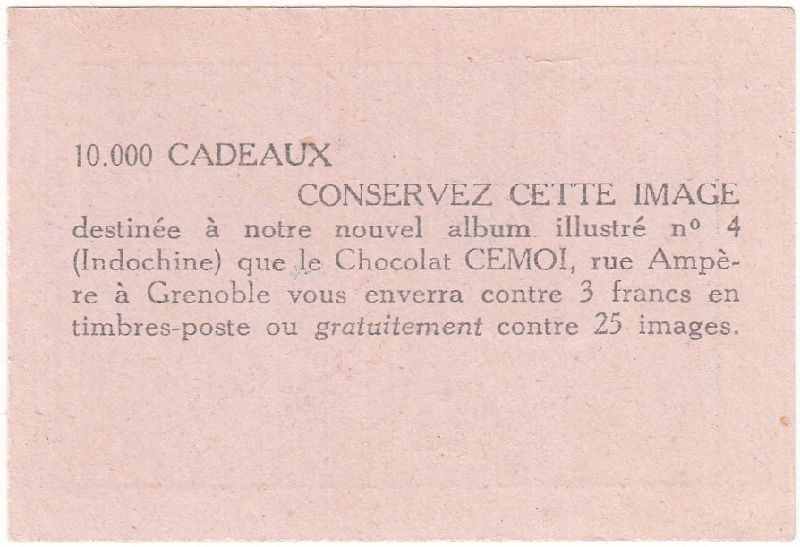 10.000 CADEAUX
CONSERVEZ CETTE IMAGE
destinée à notre nouvel album illustré nº 4
(Indochine) que le Chocolat CEMOI, rue Ampè-
re à Grenoble vous enverra contre 3 francs en
timbres-poste ou gratuitement contre 25 images.